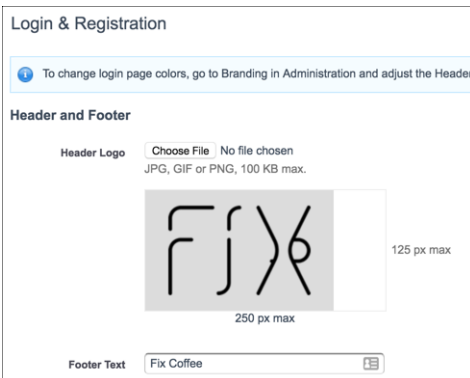 Login & Registration
To change login page colors, go to Branding in Administration and adjust the Header
Header and Footer
Header Logo Choose File No file chosen
JPG, GIF or PNG, 100 KB max.
FIX
125 px max
250 px max
Footer Text Fix Coffee